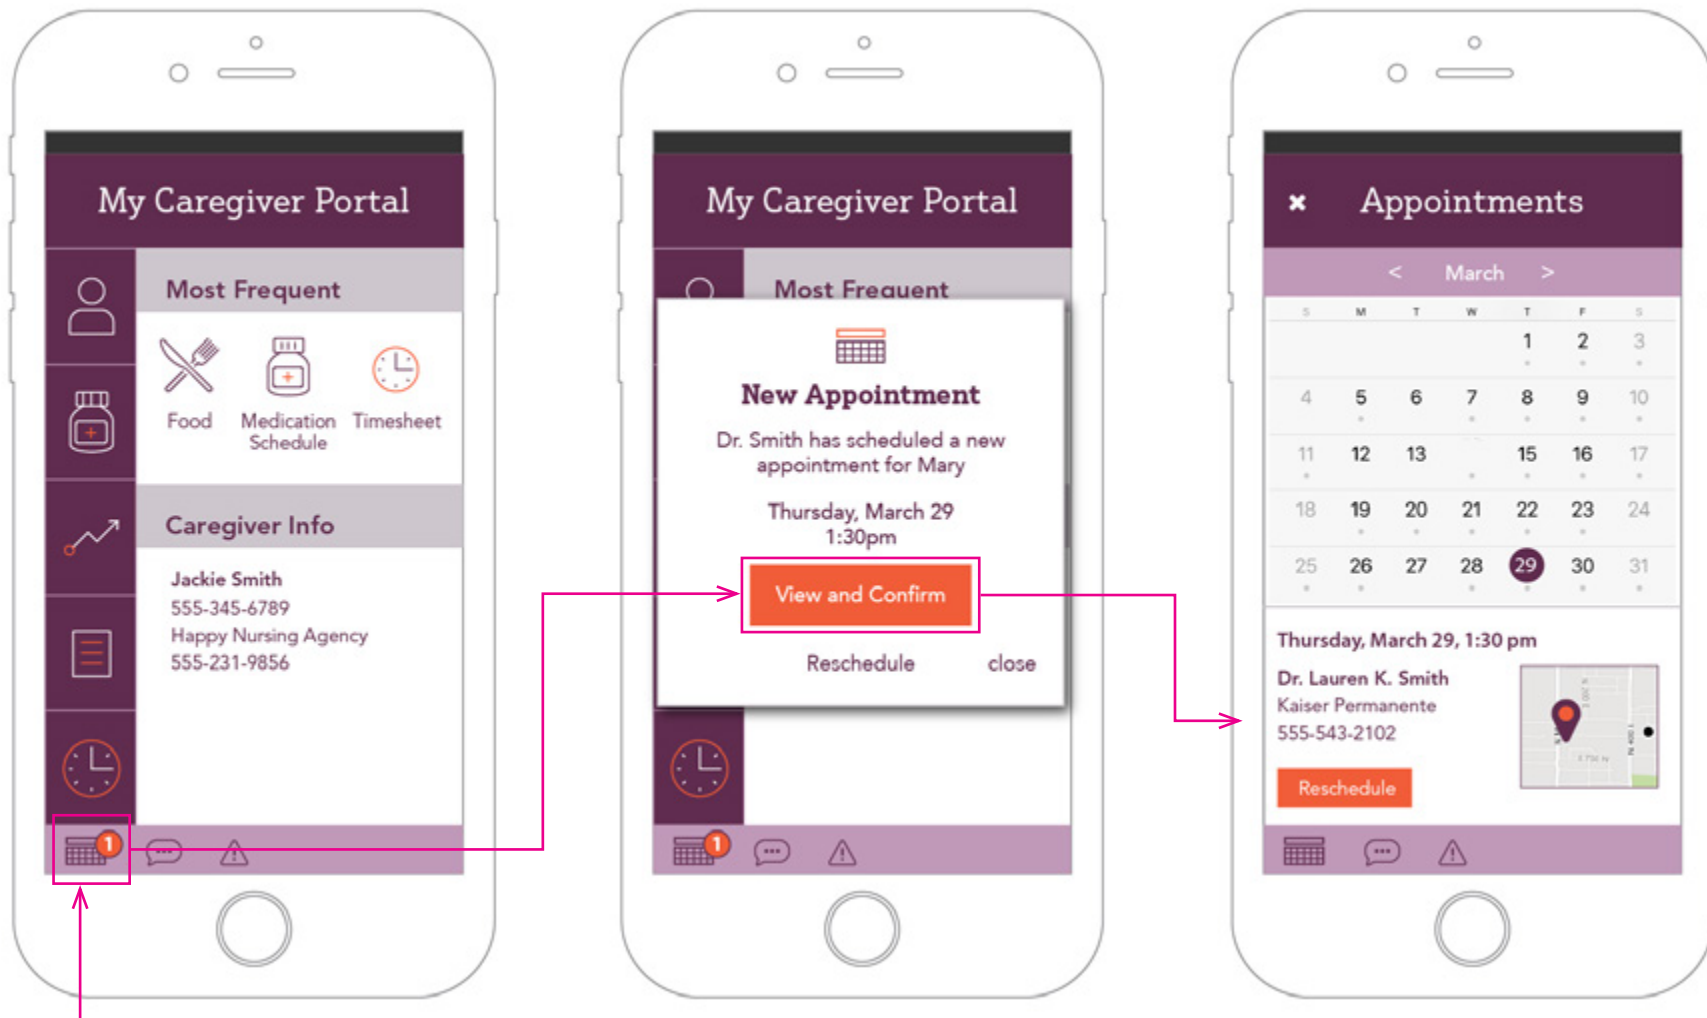 My Caregiver Portal
Most Frequent
Food
Medication
Schedule
Timesheet
Caregiver Info
Jackie Smith
555-345-6789
Happy Nursing Agency
555-231-9856
1
My Caregiver Portal
Most Frequent
New Appointment
Dr. Smith has scheduled a new
appointment for Mary
Thursday, March 29
1:30pm
View and Confirm
Reschedule close
1
Appointments
< March >
S M T W T F S
1 2 3
4 5 6 7 8 9 10
11 12 13 15 16 17
18 19 20 21 22 23 24
25 26 27 28 29 30 31
Thursday, March 29, 1:30 pm
Dr. Lauren K. Smith
Kaiser Permanente
555-543-2102
Reschedule